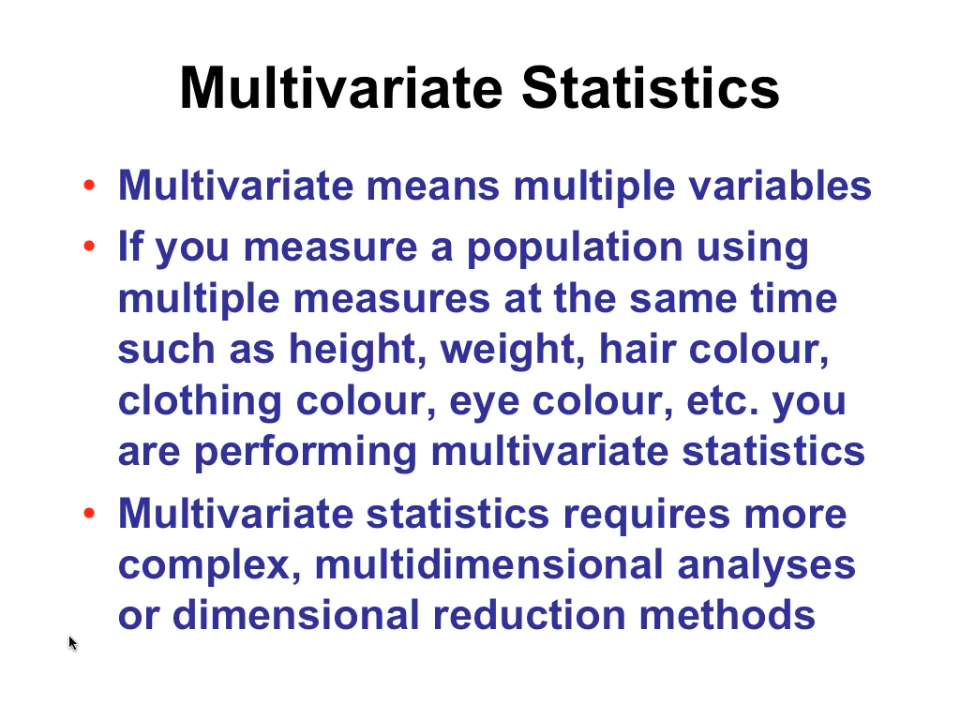 Multivariate Statistics
• Multivariate means multiple variables
• If you measure a population using
multiple measures at the same time
such as height, weight, hair colour,
clothing colour, eye colour, etc. you
are performing multivariate statistics
• Multivariate statistics requires more
complex, multidimensional analyses
or dimensional reduction methods